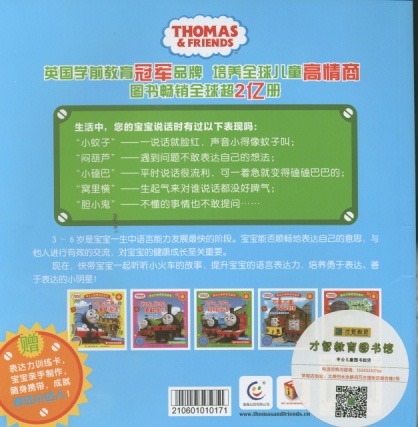 THOMAS
& FRIENDS
英国学前教育冠军品牌 培养全球儿童高情商
图书畅销全球超2亿册
生活中，您的宝宝说话时有过以下表现吗：
“小蚊子”——一说话就脸红，声音小得像蚊子叫；
“闷葫芦”——遇到问题不敢表达自己的想法；
“小磕巴”——平时说话很流利，可一着急就变得磕磕巴巴的；
“窝里横”——生起气来对谁说话都没好脾气；
“胆小鬼”——不懂的事情也不敢提问……
3－6岁是宝宝一生中语言能力发展最快的阶段。宝宝能否顺畅地表达自己的意思，与
他人进行有效的交流，对宝宝的健康成长至关重要。
现在，快带宝宝一起听听小火车的故事，提升宝宝的语言表达力，培养勇于表达、善
于表达的小明星！
赠
表达力训练卡，
宝宝亲手制作，
随身携带，成就
才智教育图书馆
210601010171
www.thomasandfriends.cn